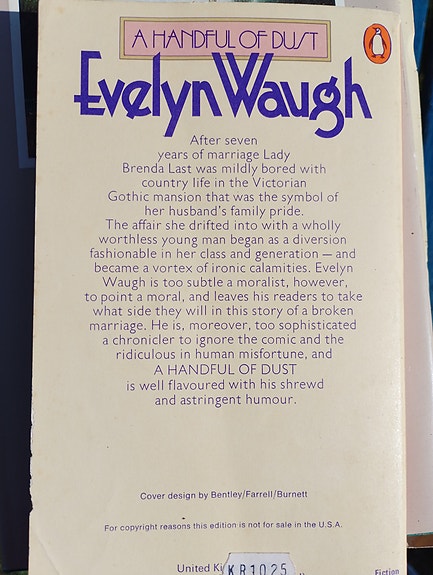 A HANDFUL OF DUST
Evelyn Waugh
After seven
years of marriage Lady
Brenda Last was mildly bored with
country life in the Victorian
Gothic mansion that was the symbol of
her husband's family pride.
The affair she drifted into with a wholly
worthless young man began as a diversion
fashionable in her class and generation — and
became a vortex of ironic calamities. Evelyn
Waugh is too subtle a moralist, however,
to point a moral, and leaves his readers to take
what side they will in this story of a broken
marriage. He is, moreover, too sophisticated
a chronicler to ignore the comic and the
ridiculous in human misfortune, and
A HANDFUL OF DUST
is well flavoured with his shrewd
and astringent humour.
Cover design by Bentley/Farrell/Burnett
For copyright reasons this edition is not for sale in the U.S.A.
United
KR1025
Fiction